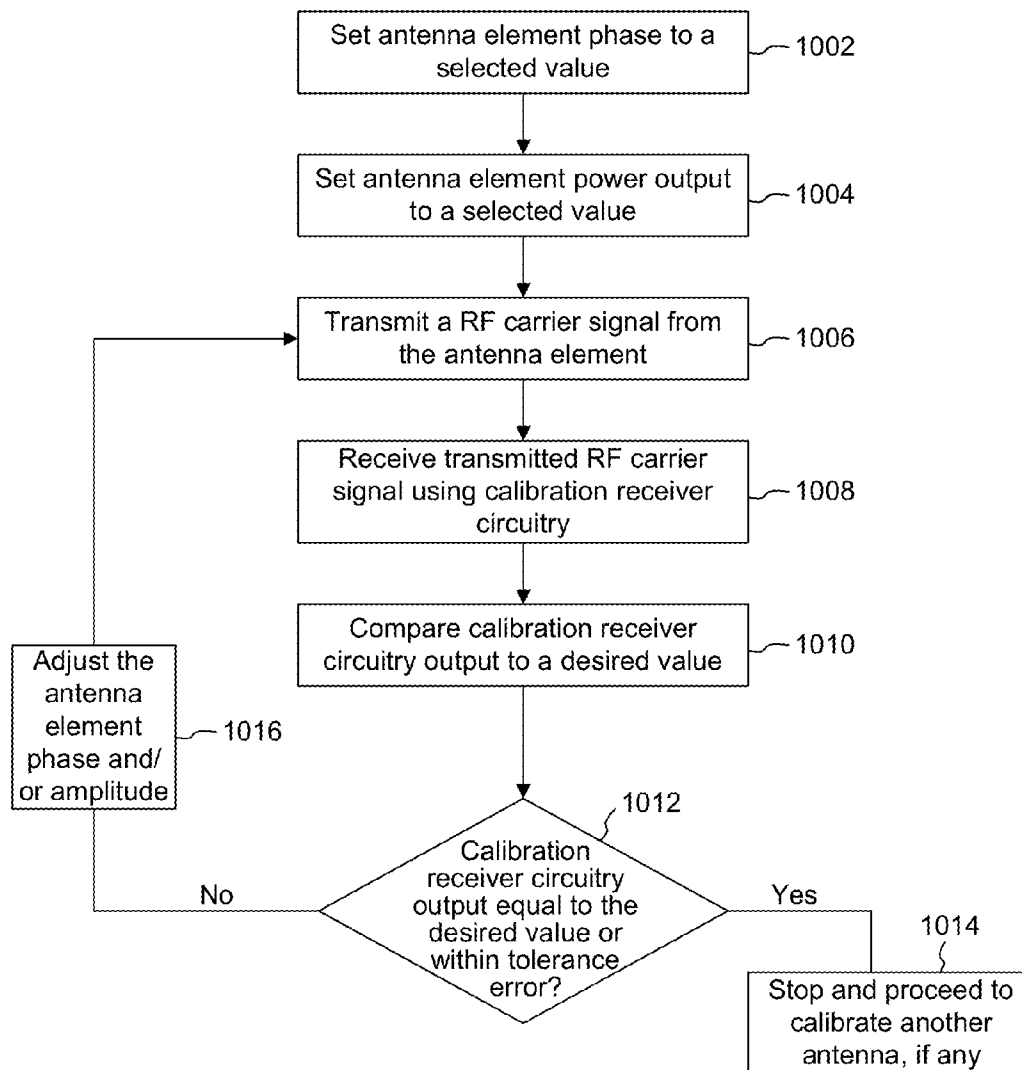 Set antenna element phase to a
selected value
1002
Set antenna element power output
to a selected value
1004
Transmit a RF carrier signal from
the antenna element
1006
Receive transmitted RF carrier
signal using calibration receiver
circuitry
1008
Compare calibration receiver
circuitry output to a desired value
1010
Adjust the
antenna
element
phase and/
or amplitude
1016
1012
Calibration
receiver circuitry
output equal to the
desired value or
within tolerance
error?
No
Yes
1014
Stop and proceed to
calibrate another
antenna, if any